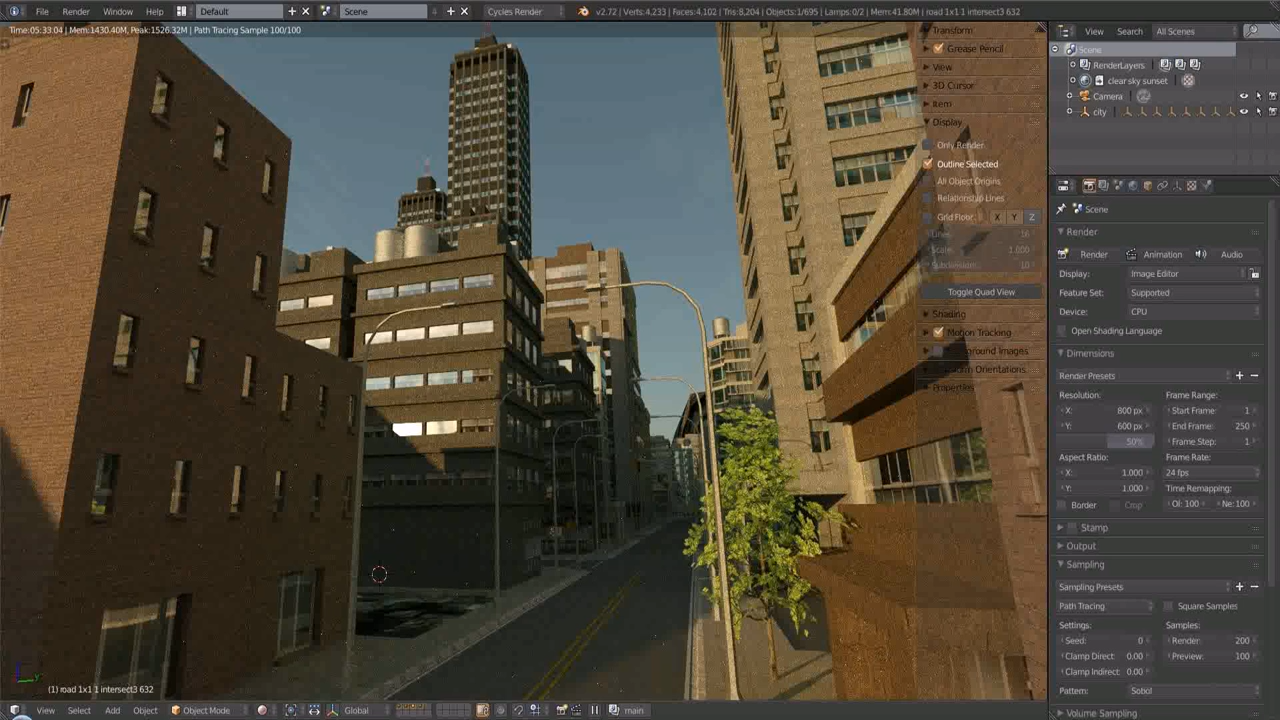 File Render Window Help Default Scene 4 Cycles Render v2.72 | Verts:4,233 | Faces:4,102 | Tris:8,204 | Objects:1/695 | Lamps:0/2 | Mem:41.80M | road 1x1 1 intersect3 632
Time:05:33:04 | Mem:1430.40M, Peak:1526.32M | Path Tracing Sample 100/100
Transform
Grease Pencil
View
3D Cursor
Item
Display
Only Render
Outline Selected
All Object Origins
Relationship Lines
Grid Floor X Y Z
Lines: 16
Scale: 1.000
Subdivision: 10
Toggle Quad View
Shading
Motion Tracking
Properties
(1) road 1x1 1 intersect3 632
View Select Add Object Object Mode Global main
View Search All Scenes
Scene
RenderLayers
clear sky sunset
Camera
city
Scene
Render
Render Animation Audio
Display: Image Editor
Feature Set: Supported
Device: CPU
Open Shading Language
Dimensions
Render Presets
Resolution: Frame Range:
X: 800 px Start Frame: 1
Y: 600 px End Frame: 250
50% Frame Step: 1
Aspect Ratio: Frame Rate:
X: 1.000 24 fps
Y: 1.000 Time Remapping:
Border Crop Ol: 100 Ne: 100
Stamp
Output
Sampling
Sampling Presets
Path Tracing Square Samples
Settings: Samples:
Seed: 0 Render: 200
Clamp Direct 0.00 Preview: 100
Clamp Indirect 0.00
Pattern: Sobol
Volume Sampling